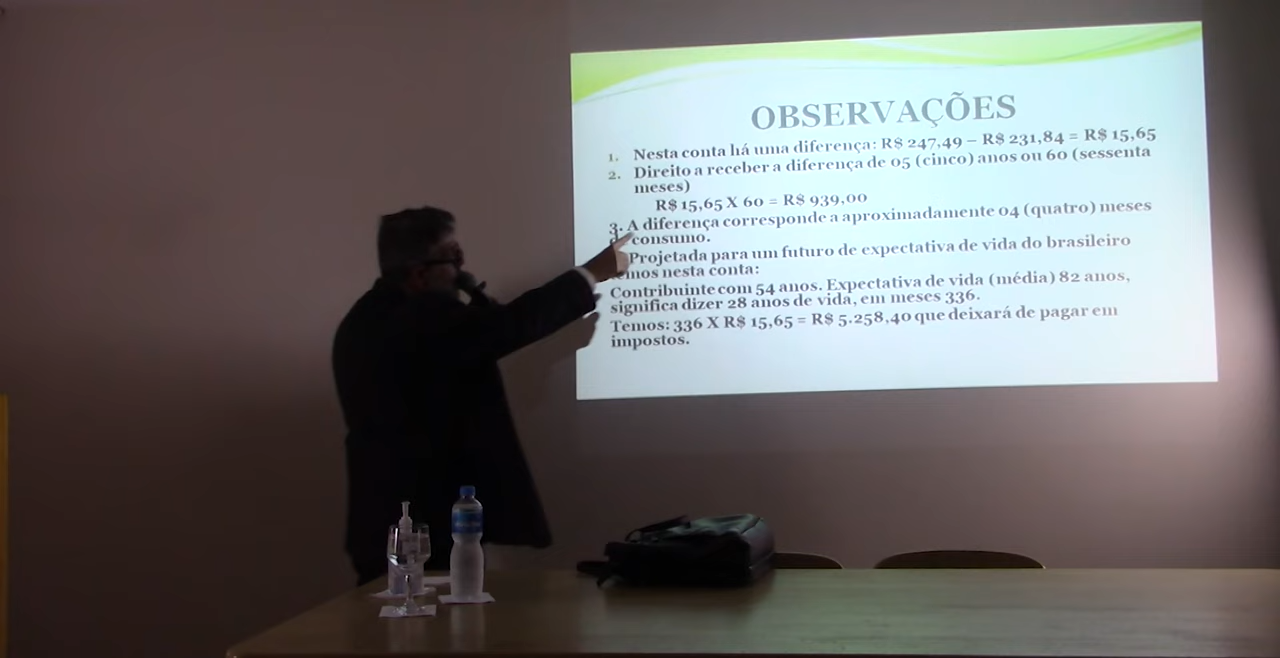 OBSERVAÇÕES
1. Nesta conta há uma diferença: R$ 247,49 – R$ 231,84 = R$ 15,65
2. Direito a receber a diferença de 05 (cinco) anos ou 60 (sessenta
meses)
R$ 15,65 X 60 = R$ 939,00
3. A diferença corresponde a aproximadamente 04 (quatro) meses
consumo.
Projetada para um futuro de expectativa de vida do brasileiro
nesta conta:
Contribuinte com 54 anos. Expectativa de vida (média) 82 anos,
significa dizer 28 anos de vida, em meses 336.
Temos: 336 X R$ 15,65 = R$ 5.258,40 que deixará de pagar em
impostos.